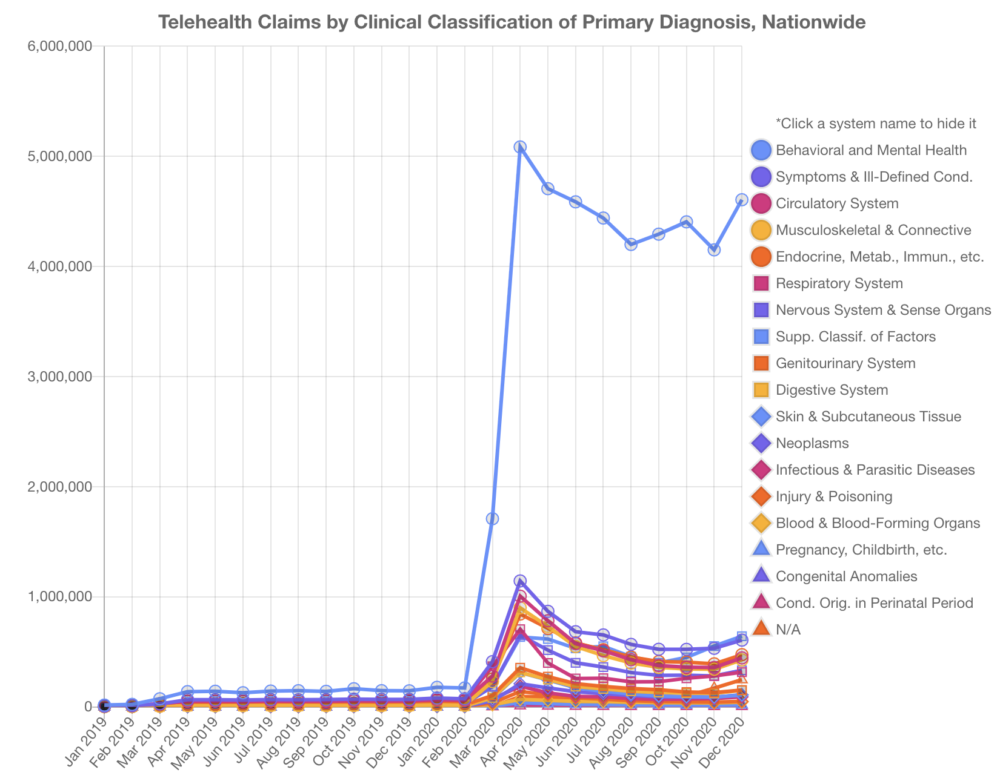 Telehealth Claims by Clinical Classification of Primary Diagnosis, Nationwide
6,000,000
5,000,000
4,000,000
3,000,000
2,000,000
1,000,000
0
*Click a system name to hide it
Behavioral and Mental Health
Symptoms & Ill-Defined Cond.
Circulatory System
Musculoskeletal & Connective
Endocrine, Metab., Immun., etc.
Respiratory System
Nervous System & Sense Organs
Supp. Classif. of Factors
Genitourinary System
Digestive System
Skin & Subcutaneous Tissue
Neoplasms
Infectious & Parasitic Diseases
Injury & Poisoning
Blood & Blood-Forming Organs
Pregnancy, Childbirth, etc.
Congenital Anomalies
Cond. Orig. in Perinatal Period
N/A
Jan 2019
Feb 2019
Mar 2019
Apr 2019
May 2019
Jun 2019
Jul 2019
Aug 2019
Sep 2019
Oct 2019
Nov 2019
Dec 2019
Jan 2020
Feb 2020
Mar 2020
Apr 2020
May 2020
Jun 2020
Jul 2020
Aug 2020
Sep 2020
Oct 2020
Nov 2020
Dec 2020